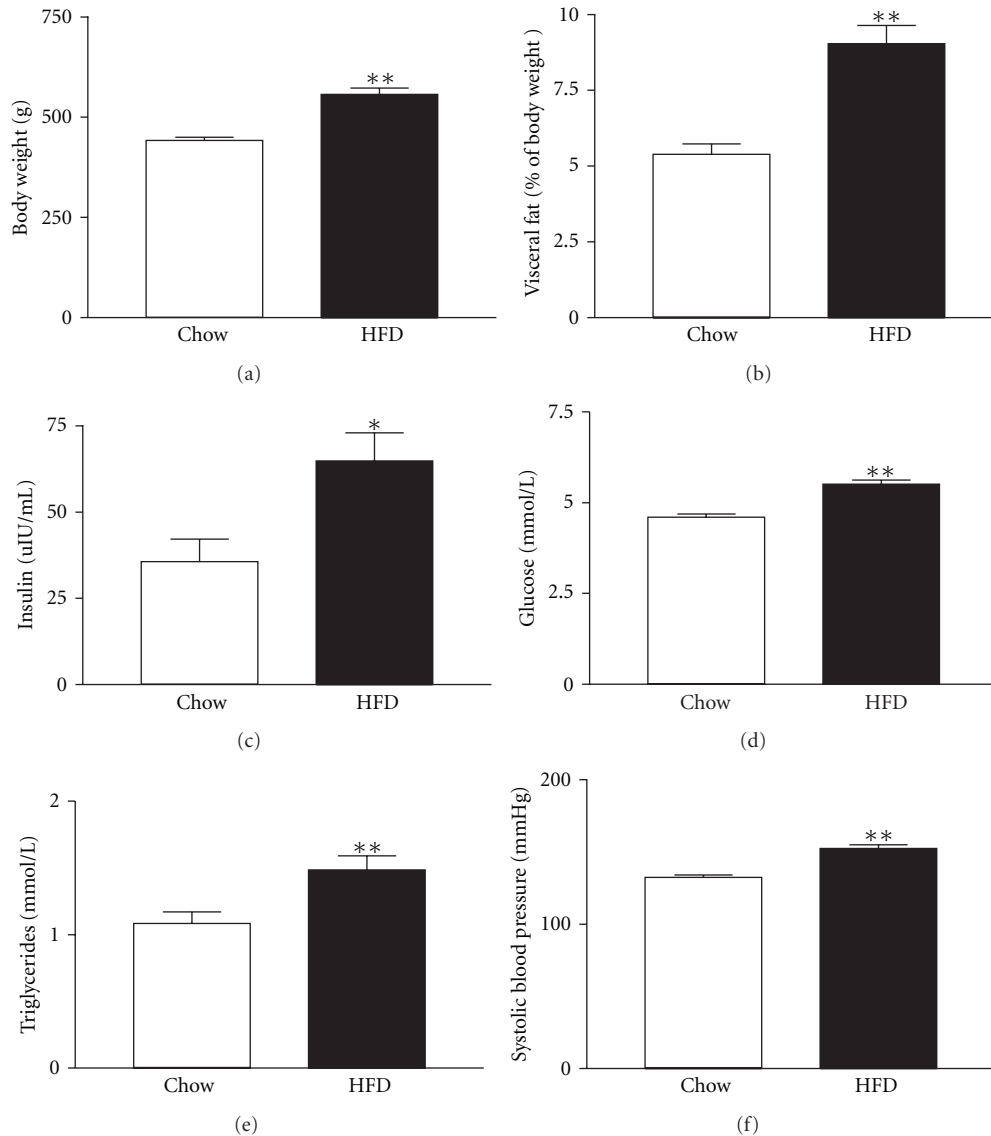 750
500
250
0
Body weight (g)
**
Chow
HFD
(a)
10
7.5
5
2.5
0
Visceral fat (% of body weight )
**
Chow
HFD
(b)
75
50
25
0
Insulin (uIU/mL)
*
Chow
HFD
(c)
7.5
5
2.5
0
Glucose (mmol/L)
**
Chow
HFD
(d)
2
1
0
Triglycerides (mmol/L)
**
Chow
HFD
(e)
200
100
0
Systolic blood pressure (mmHg)
**
Chow
HFD
(f)